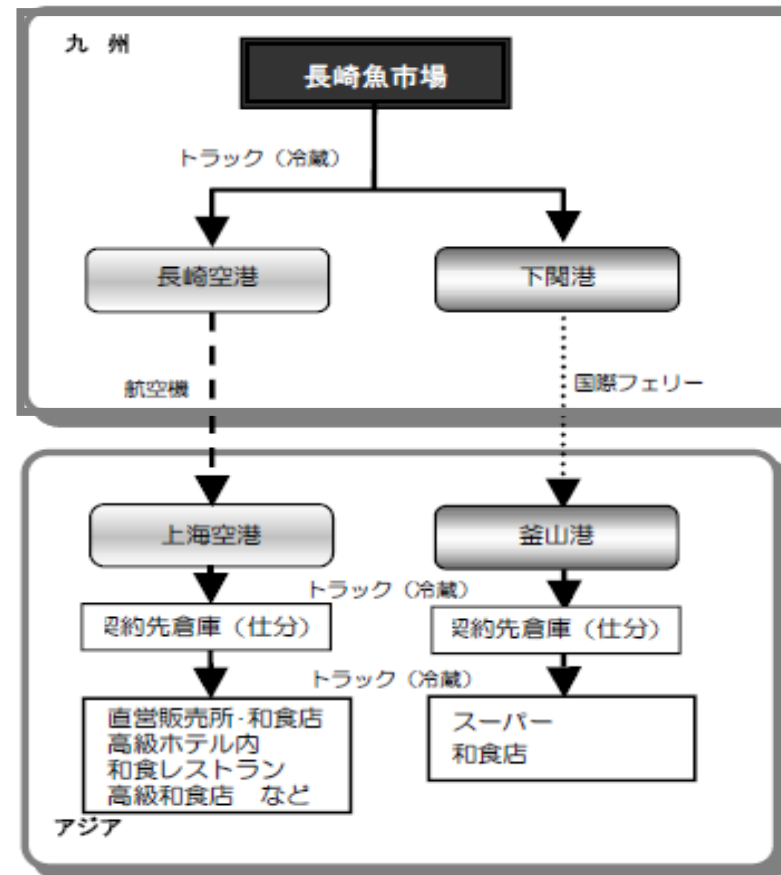 九 州
長崎魚市場
トラック（冷蔵）
長崎空港
下関港
航空機
国際フェリー
上海空港
釜山港
トラック（冷蔵）
契約先倉庫（仕分）
契約先倉庫（仕分）
トラック（冷蔵）
直営販売所・和食店
高級ホテル内
和食レストラン
高級和食店　など
スーパー
和食店
アジア